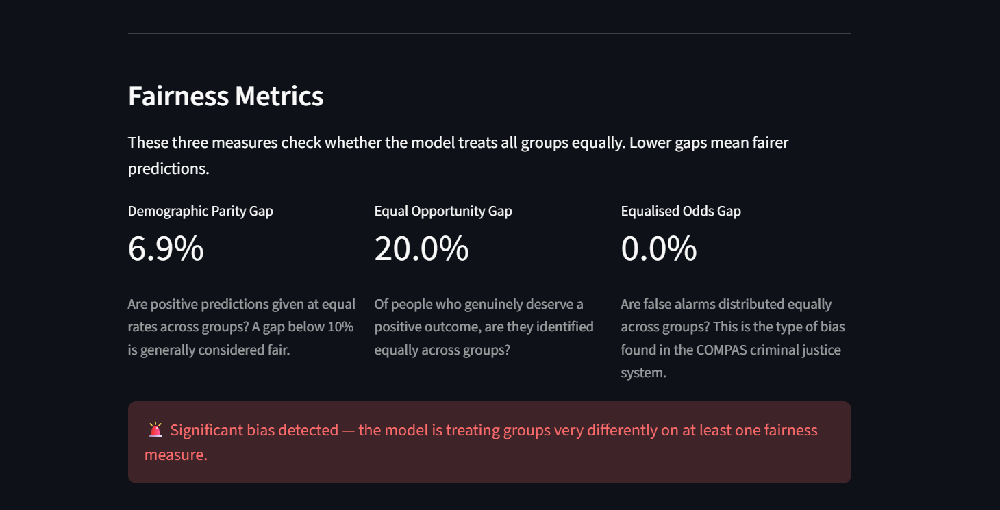 Fairness Metrics
These three measures check whether the model treats all groups equally. Lower gaps mean fairer
predictions.
Demographic Parity Gap
6.9%
Are positive predictions given at equal
rates across groups? A gap below 10%
is generally considered fair.
Equal Opportunity Gap
20.0%
Of people who genuinely deserve a
positive outcome, are they identified
equally across groups?
Equalised Odds Gap
0.0%
Are false alarms distributed equally
across groups? This is the type of bias
found in the COMPAS criminal justice
system.
🚨 Significant bias detected — the model is treating groups very differently on at least one fairness
measure.